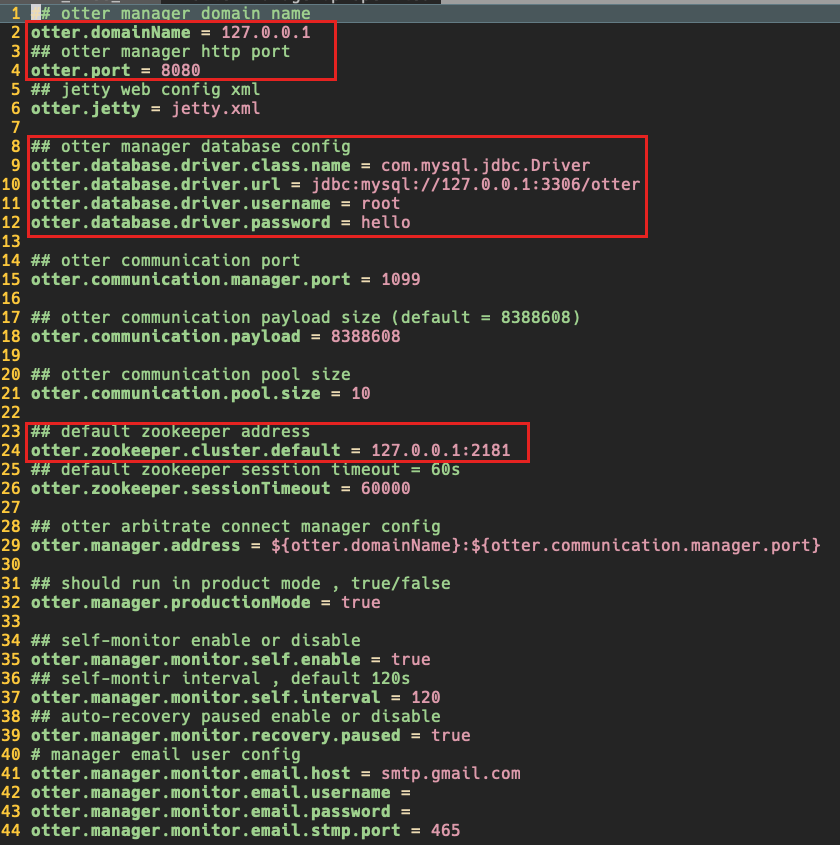 1 ## otter manager domain name
2 otter.domainName = 127.0.0.1
3 ## otter manager http port
4 otter.port = 8080
5 ## jetty web config xml
6 otter.jetty = jetty.xml
7
8 ## otter manager database config
9 otter.database.driver.class.name = com.mysql.jdbc.Driver
10 otter.database.driver.url = jdbc:mysql://127.0.0.1:3306/otter
11 otter.database.driver.username = root
12 otter.database.driver.password = hello
13
14 ## otter communication port
15 otter.communication.manager.port = 1099
16
17 ## otter communication payload size (default = 8388608)
18 otter.communication.payload = 8388608
19
20 ## otter communication pool size
21 otter.communication.pool.size = 10
22
23 ## default zookeeper address
24 otter.zookeeper.cluster.default = 127.0.0.1:2181
25 ## default zookeeper sesstion timeout = 60s
26 otter.zookeeper.sessionTimeout = 60000
27
28 ## otter arbitrate connect manager config
29 otter.manager.address = ${otter.domainName}:${otter.communication.manager.port}
30
31 ## should run in product mode , true/false
32 otter.manager.productionMode = true
33
34 ## self-monitor enable or disable
35 otter.manager.monitor.self.enable = true
36 ## self-montir interval , default 120s
37 otter.manager.monitor.self.interval = 120
38 ## auto-recovery paused enable or disable
39 otter.manager.monitor.recovery.paused = true
40 # manager email user config
41 otter.manager.monitor.email.host = smtp.gmail.com
42 otter.manager.monitor.email.username =
43 otter.manager.monitor.email.password =
44 otter.manager.monitor.email.stmp.port = 465